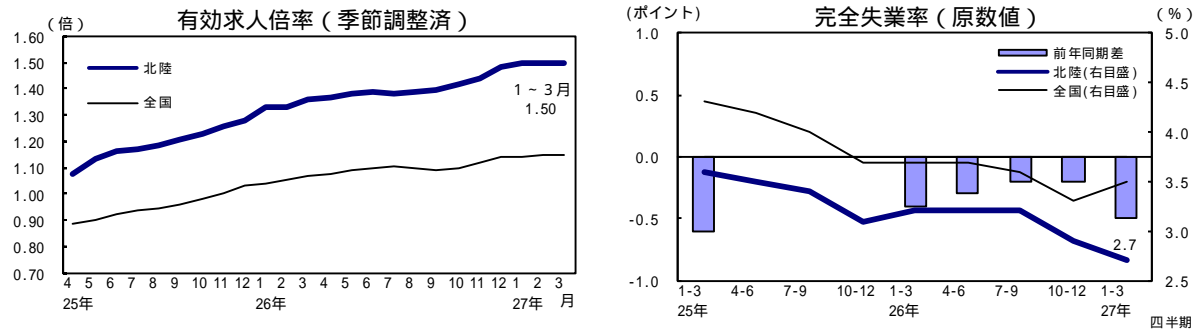 有効求人倍率（季節調整済）
（倍）
1.60
1.50
1.40
1.30
1.20
1.10
1.00
0.90
0.80
0.70
北陸
全国
1～3月
1.50
4 5 6 7 8 9 10 11 12 1 2 3 4 5 6 7 8 9 10 11 12 1 2 3
25年 26年 27年 月
完全失業率（原数値）
(ポイント)
（％）
1.0
0.5
0.0
-0.5
-1.0
5.0
4.5
4.0
3.5
3.0
2.5
前年同期差
北陸(右目盛)
全国(右目盛)
2.7
1-3 4-6 7-9 10-12 1-3 4-6 7-9 10-12 1-3
25年 26年 27年
四半期